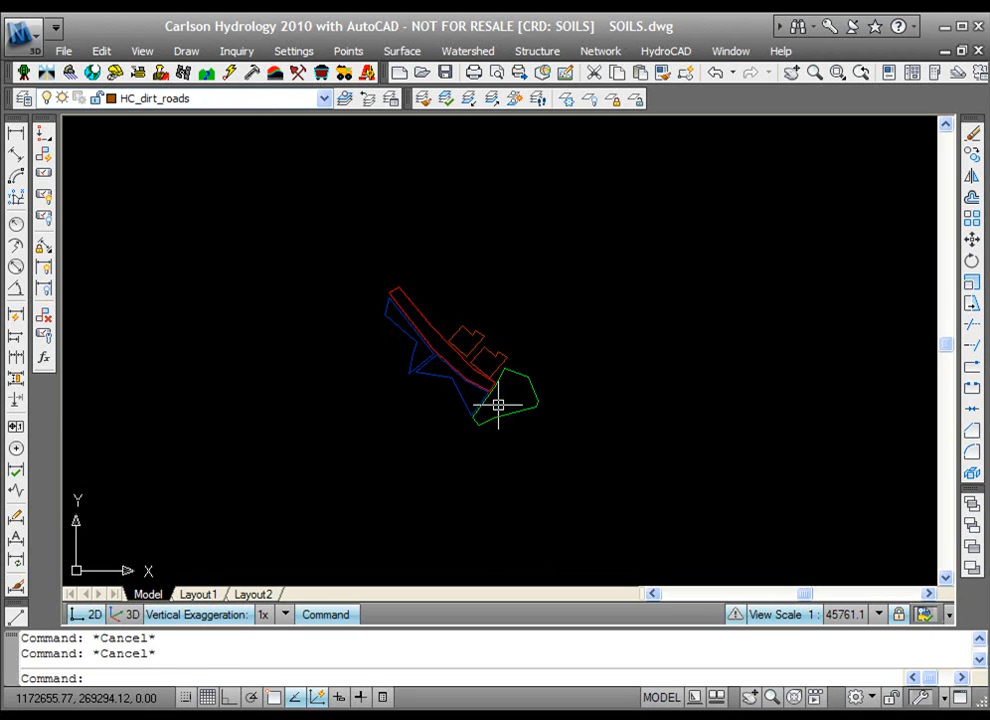 Carlson Hydrology 2010 with AutoCAD - NOT FOR RESALE [CRD: SOILS] SOILS.dwg
3D
File Edit View Draw Inquiry Settings Points Surface Watershed Structure Network HydroCAD Window Help
HC_dirt_roads
fx
Y
X
Model Layout1 Layout2
2D 3D Vertical Exaggeration: 1x Command View Scale 1 : 45761.1
Command: *Cancel*
Command: *Cancel*
Command:
1172655.77, 269294.12, 0.00 MODEL